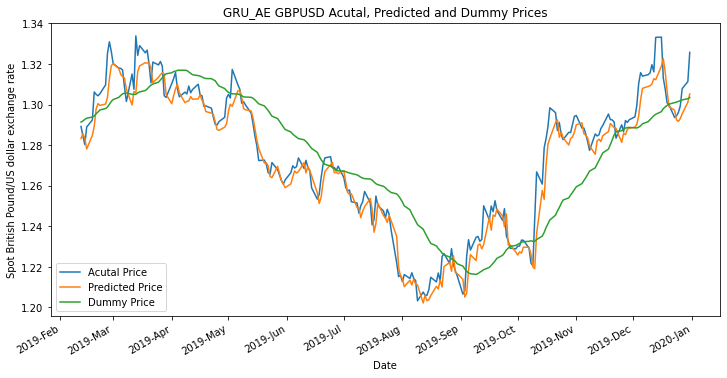 GRU_AE GBPUSD Acutal, Predicted and Dummy Prices
Spot British Pound/US dollar exchange rate
1.34
1.32
1.30
1.28
1.26
1.24
1.22
1.20
Acutal Price
Predicted Price
Dummy Price
2019-Feb
2019-Mar
2019-Apr
2019-May
2019-Jun
2019-Jul
2019-Aug
2019-Sep
2019-Oct
2019-Nov
2019-Dec
2020-Jan
Date